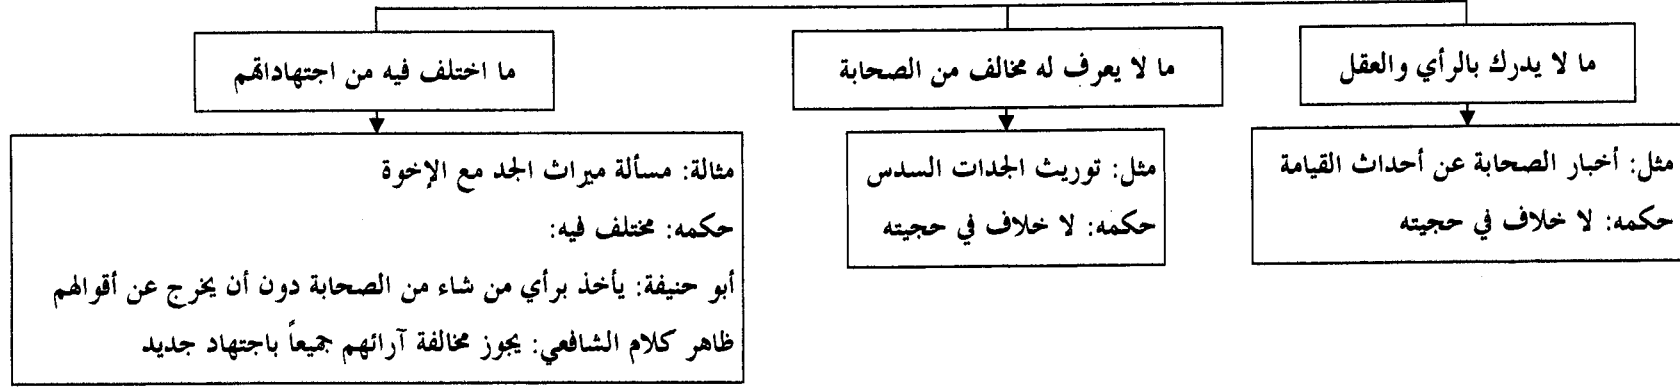 ما لا يدرك بالرأي والعقل
مثل: أخبار الصحابة عن أحداث القيامة
حكمه: لا خلاف في حجيته
ما لا يعرف له مخالف من الصحابة
مثل: توريث الجدات السدس
حكمه: لا خلاف في حجيته
ما اختلف فيه من اجتهاداتهم
مثالة: مسألة ميراث الجد مع الإخوة
حكمه: مختلف فيه:
أبو حنيفة: يأخذ برأي من شاء من الصحابة دون أن يخرج عن أقوالهم
ظاهر كلام الشافعي: يجوز مخالفة آرائهم جميعاً باجتهاد جديد